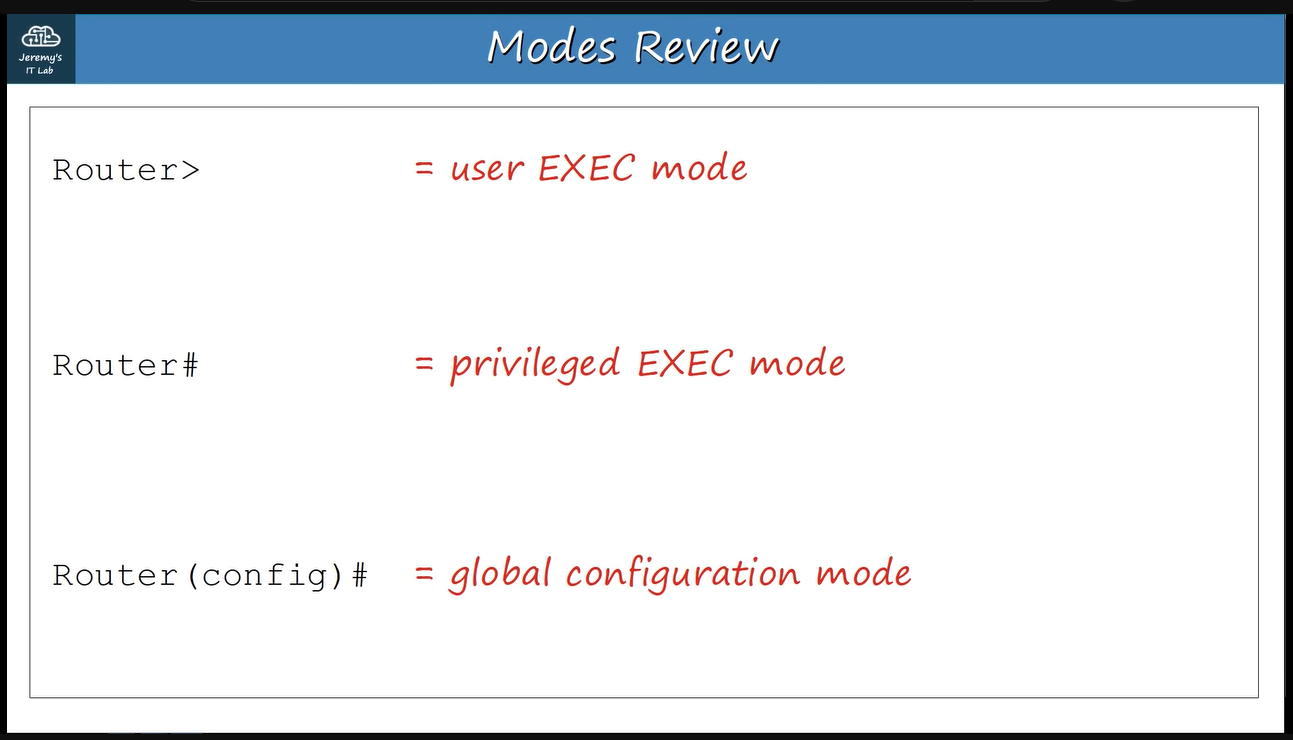 Jeremy's
IT Lab
Modes Review
Router> = user EXEC mode
Router# = privileged EXEC mode
Router(config)# = global configuration mode